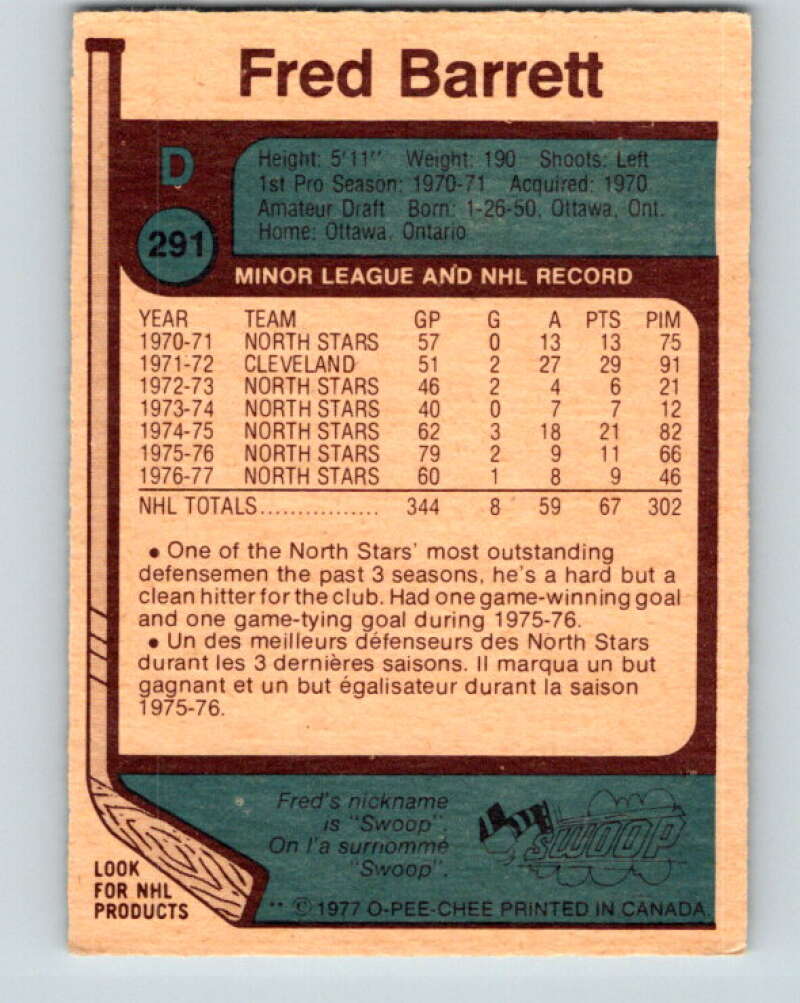 Fred Barrett
D
Height: 5'11" Weight: 190 Shoots: Left
1st Pro Season: 1970-71 Acquired: 1970
Amateur Draft Born: 1-26-50, Ottawa, Ont.
Home: Ottawa, Ontario
291
MINOR LEAGUE AND NHL RECORD
YEAR TEAM GP G A PTS PIM
1970-71 NORTH STARS 57 0 13 13 75
1971-72 CLEVELAND 51 2 27 29 91
1972-73 NORTH STARS 46 2 4 6 21
1973-74 NORTH STARS 40 0 7 7 12
1974-75 NORTH STARS 62 3 18 21 82
1975-76 NORTH STARS 79 2 9 11 66
1976-77 NORTH STARS 60 1 8 9 46
NHL TOTALS................ 344 8 59 67 302
• One of the North Stars' most outstanding
defensemen the past 3 seasons, he's a hard but a
clean hitter for the club. Had one game-winning goal
and one game-tying goal during 1975-76.
• Un des meilleurs défenseurs des North Stars
durant les 3 dernières saisons. Il marqua un but
gagnant et un but égalisateur durant la saison
1975-76.
Fred's nickname
is "Swoop".
On l'a surnommé
"Swoop".
SWOOP
LOOK
FOR NHL
PRODUCTS
** © 1977 O-PEE-CHEE PRINTED IN CANADA